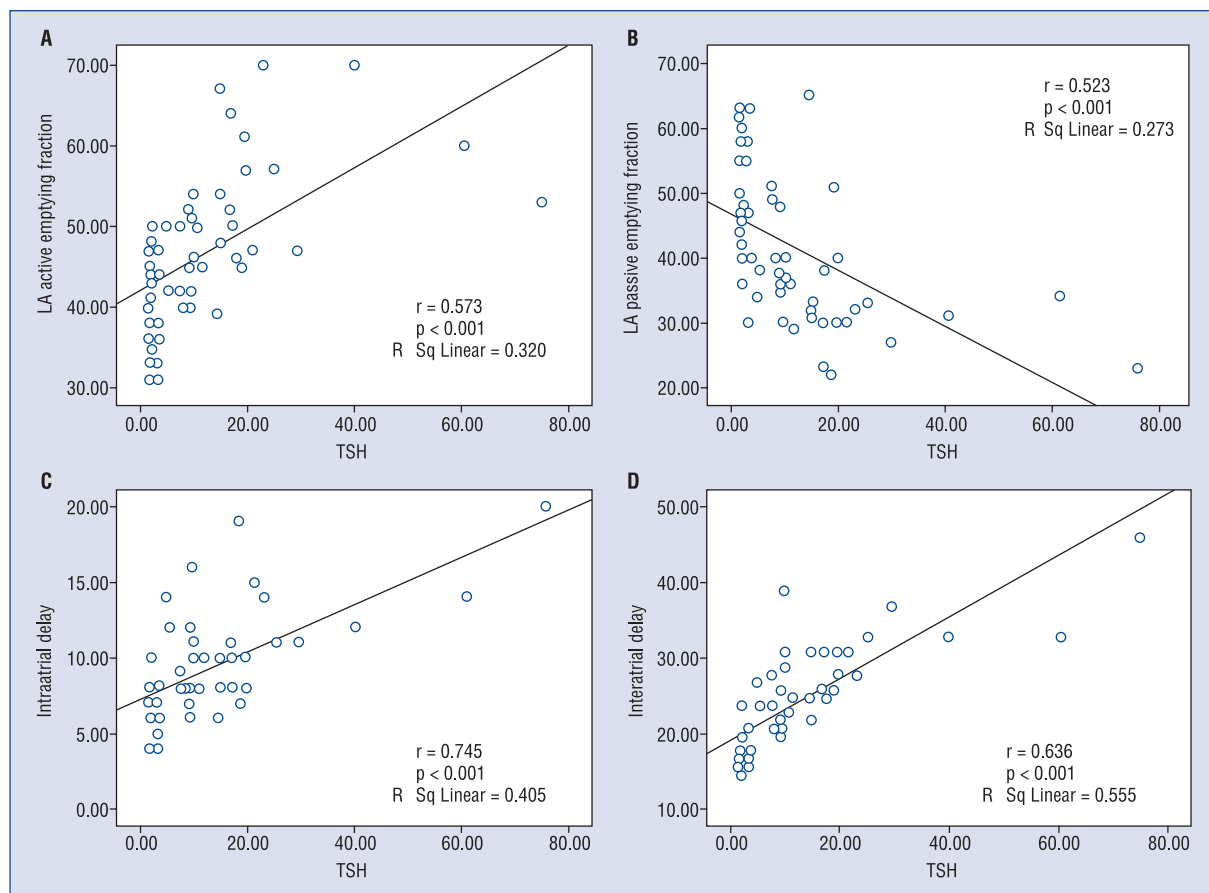 A
70.00
60.00
50.00
40.00
30.00
LA active emptying fraction
r = 0.573
p < 0.001
R Sq Linear = 0.320
0.00 20.00 40.00 60.00 80.00
TSH
B
70.00
60.00
50.00
40.00
30.00
20.00
LA passive emptying fraction
r = 0.523
p < 0.001
R Sq Linear = 0.273
0.00 20.00 40.00 60.00 80.00
TSH
C
20.00
15.00
10.00
5.00
0.00
Intraatrial delay
r = 0.745
p < 0.001
R Sq Linear = 0.405
0.00 20.00 40.00 60.00 80.00
TSH
D
50.00
40.00
30.00
20.00
10.00
Interatrial delay
r = 0.636
p < 0.001
R Sq Linear = 0.555
0.00 20.00 40.00 60.00 80.00
TSH